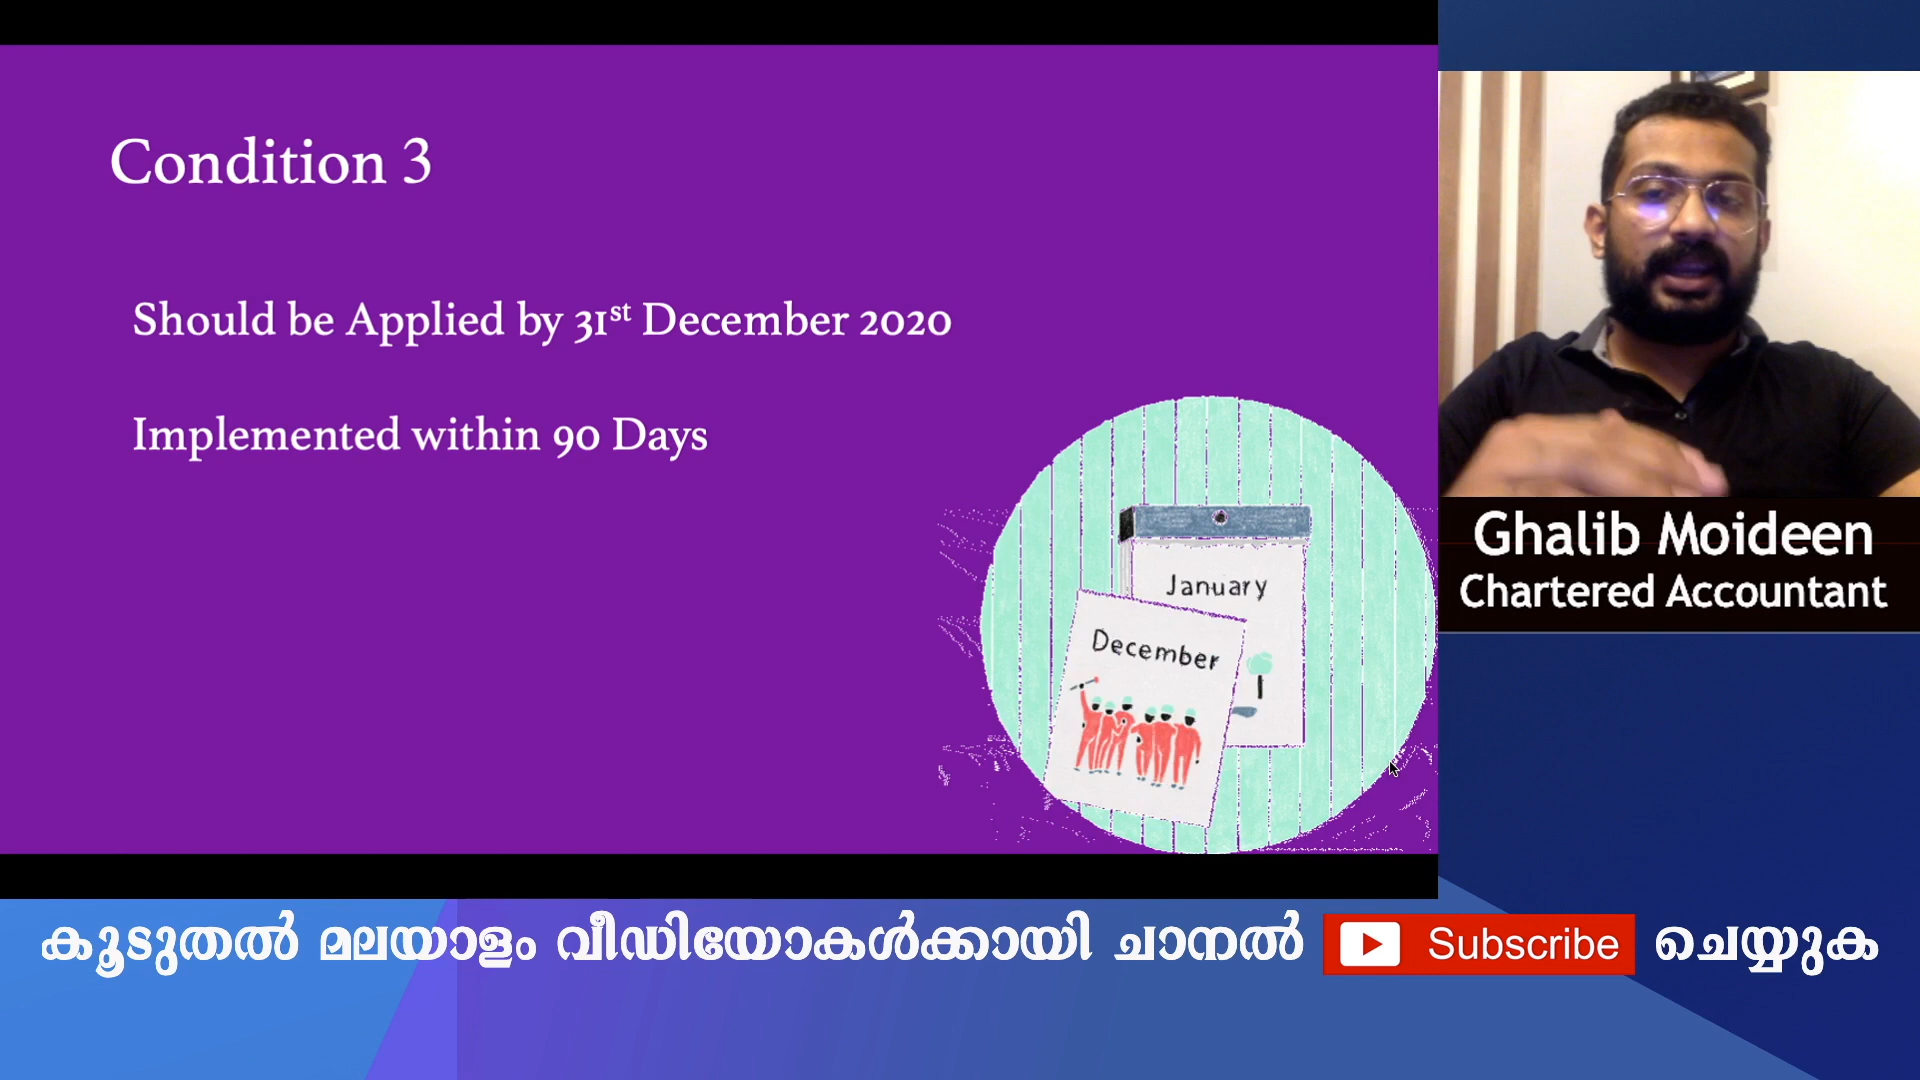 Condition 3
Should be Applied by 31st December 2020
Implemented within 90 Days
January
December
Ghalib Moideen
Chartered Accountant
കൂടുതൽ മലയാളം വീഡിയോകൾക്കായി ചാനൽ Subscribe ചെയ്യുക